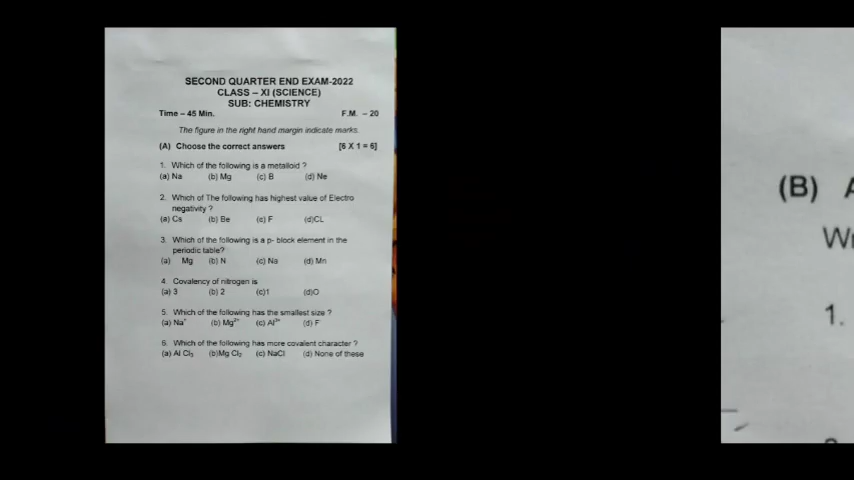 SECOND QUARTER END EXAM-2022
CLASS – XI (SCIENCE)
SUB: CHEMISTRY
Time – 45 Min. F.M. – 20
The figure in the right hand margin indicate marks.
(A) Choose the correct answers [6 X 1 = 6]
1. Which of the following is a metalloid ?
(a) Na (b) Mg (c) B (d) Ne
2. Which of The following has highest value of Electro
negativity ?
(a) Cs (b) Be (c) F (d)CL
3. Which of the following is a p- block element in the
periodic table?
(a) Mg (b) N (c) Na (d) Mn
4. Covalency of nitrogen is
(a) 3 (b) 2 (c)1 (d)O
5. Which of the following has the smallest size ?
(a) Na⁺ (b) Mg²⁺ (c) Al³⁺ (d) F⁻
6. Which of the following has more covalent character ?
(a) Al Cl₃ (b)Mg Cl₂ (c) NaCl (d) None of these
(B)
1.